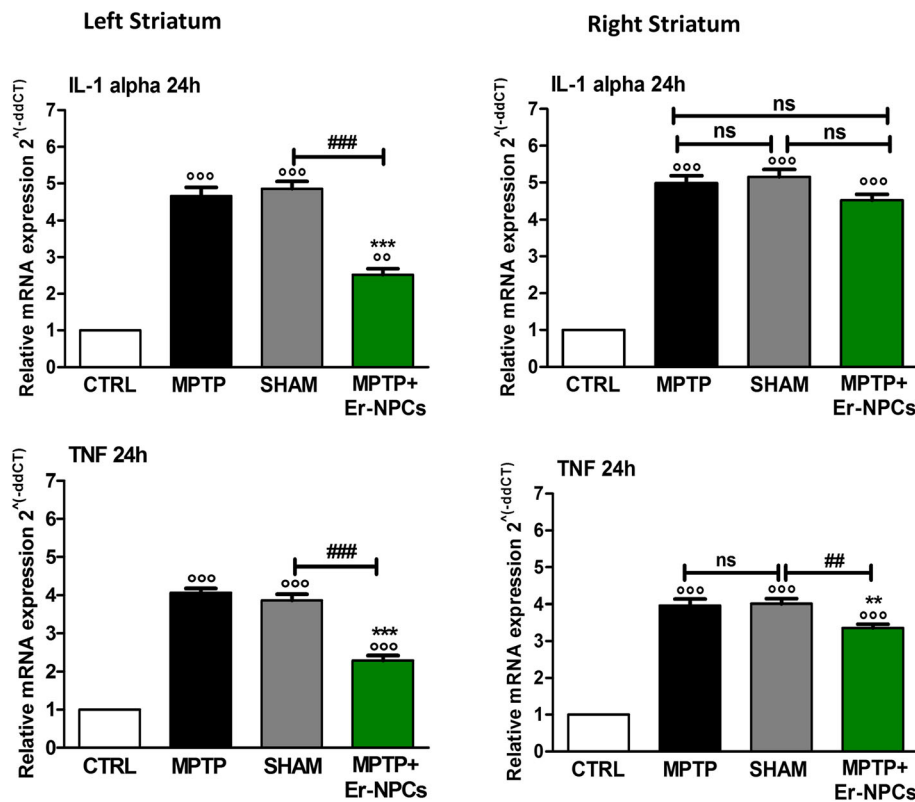 Left Striatum
IL-1 alpha 24h
Relative mRNA expression 2^(-ddCT)
7
6
5
4
3
2
1
0
###
°°°
°°°
***
°°
CTRL
MPTP
SHAM
MPTP+
Er-NPCs
Right Striatum
IL-1 alpha 24h
Relative mRNA expression 2^(-ddCT)
7
6
5
4
3
2
1
0
ns
ns
ns
°°°
°°°
°°°
CTRL
MPTP
SHAM
MPTP+
Er-NPCs
TNF 24h
Relative mRNA expression 2^(-ddCT)
7
6
5
4
3
2
1
0
###
°°°
°°°
***
°°°
CTRL
MPTP
SHAM
MPTP+
Er-NPCs
TNF 24h
Relative mRNA expression 2^(-ddCT)
7
6
5
4
3
2
1
0
ns
##
°°°
°°°
**
°°°
CTRL
MPTP
SHAM
MPTP+
Er-NPCs